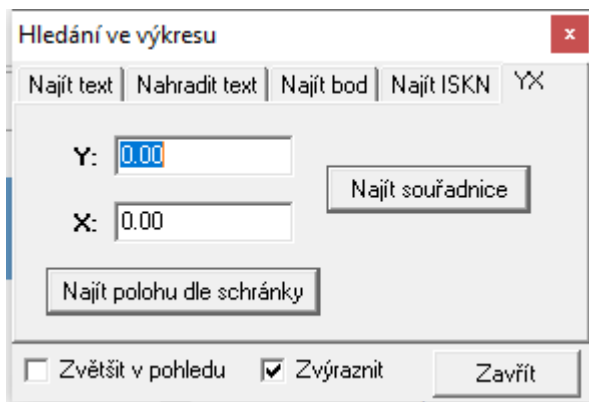 Hledání ve výkresu x
Najít text Nahradit text Najít bod Najít ISKN YX
Y: 0.00
Najít souřadnice
X: 0.00
Najít polohu dle schránky
Zvětšit v pohledu Zvýraznit Zavřít